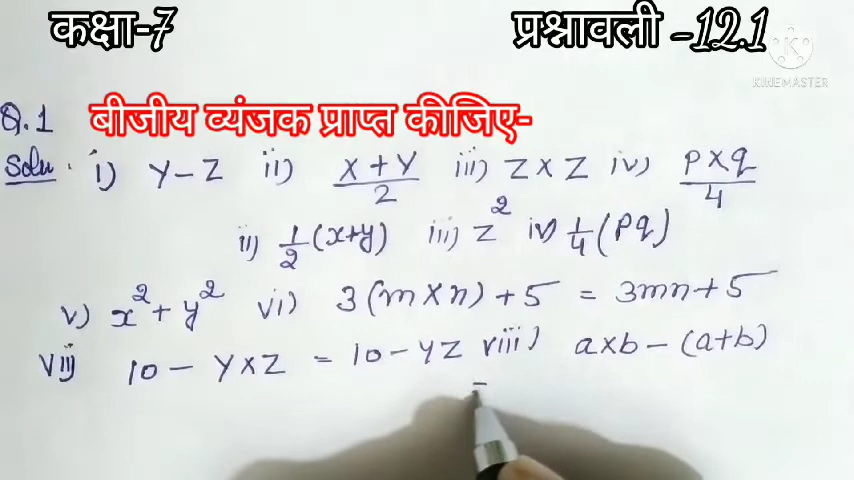 कक्षा-7 प्रश्नावली -12.1
KINEMASTER
Q.1 बीजीय व्यंजक प्राप्त कीजिए-
Solu. i) Y-Z ii) X+Y/2 iii) Z×Z iv) P×q/4
ii) 1/2(x+y) iii) z² iv) 1/4(Pq)
v) x²+y² vi) 3(m×n)+5 = 3mn+5
vii) 10-Y×Z = 10-YZ viii) a×b-(a+b)
=